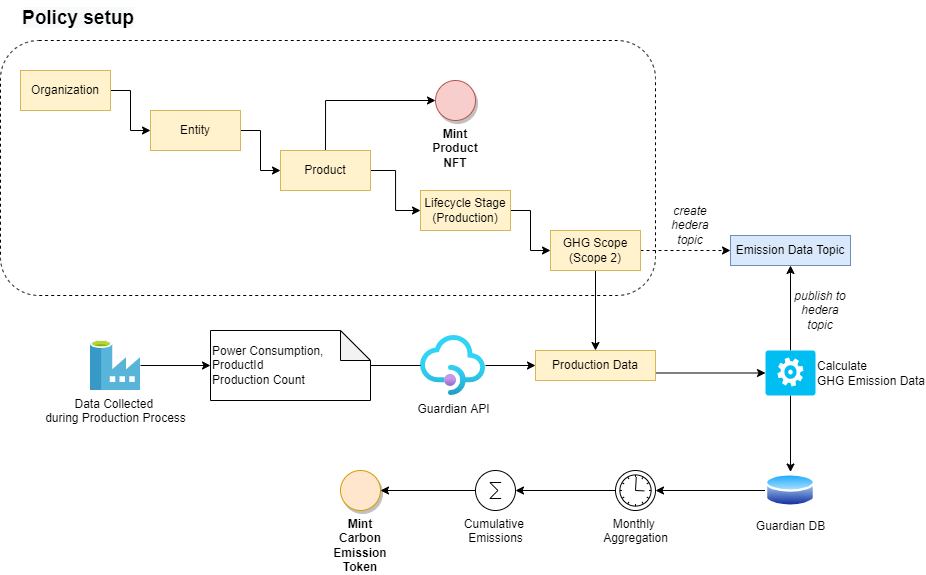 Policy setup
Organization
Entity
Product
Mint
Product
NFT
Lifecycle Stage
(Production)
GHG Scope
(Scope 2)
create
hedera
topic
Emission Data Topic
publish to
hedera
topic
Data Collected
during Production Process
Power Consumption,
ProductId
Production Count
Guardian API
Production Data
Calculate
GHG Emission Data
Guardian DB
Monthly
Aggregation
Σ
Cumulative
Emissions
Mint
Carbon
Emission
Token